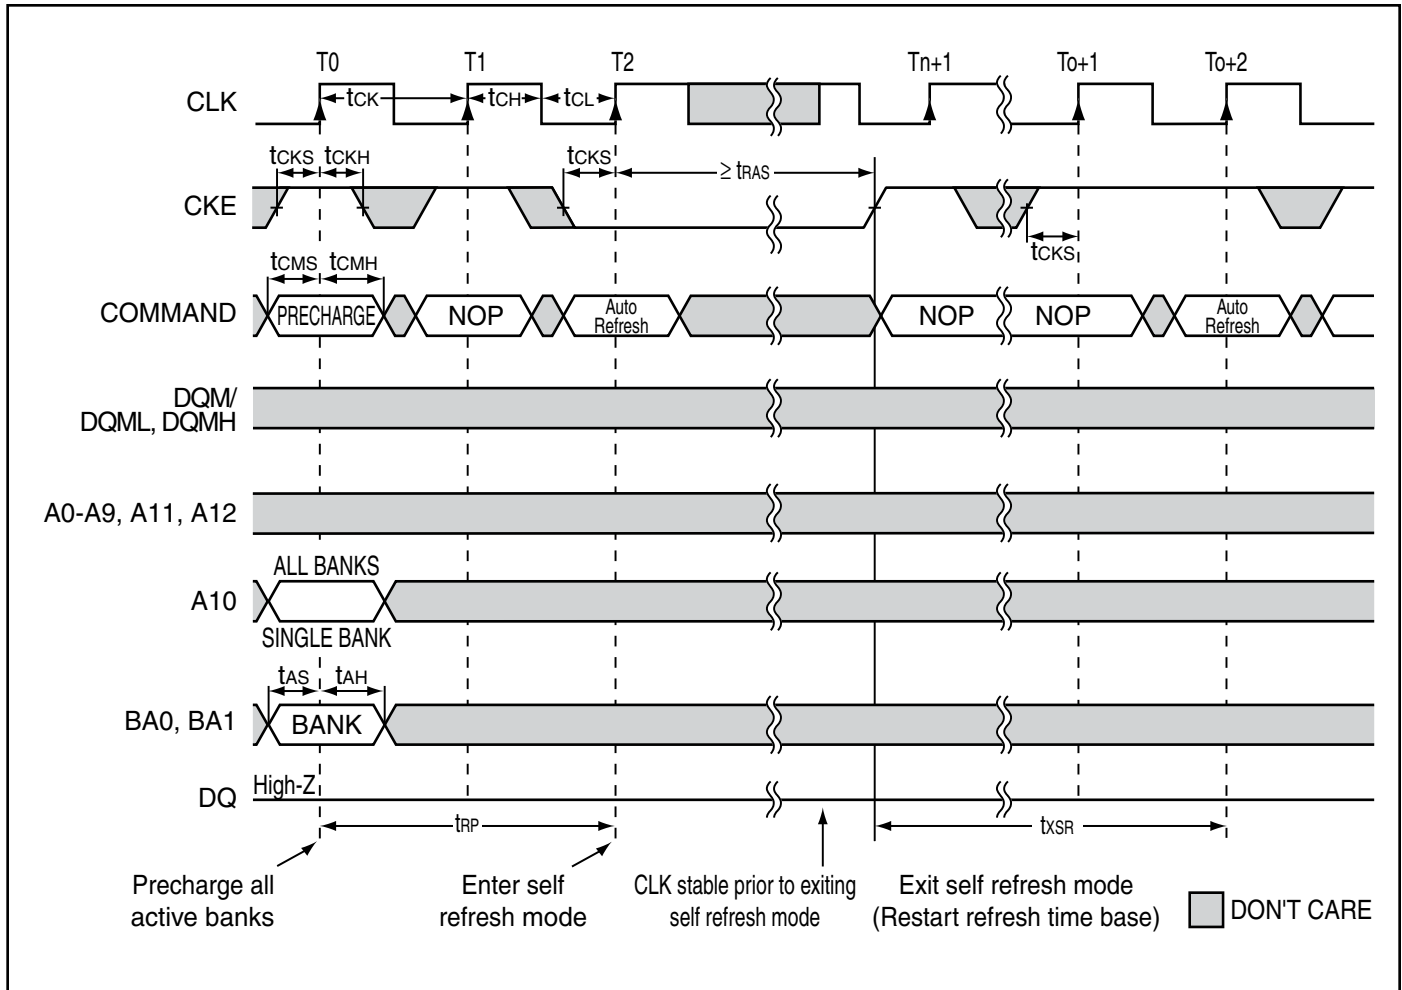 T0 T1 T2 Tn+1 To+1 To+2
CLK
tCK tCH tCL
tCKS tCKH tCKS ≥ tRAS
CKE
tCKS
tCMS tCMH
COMMAND PRECHARGE NOP Auto Refresh NOP NOP Auto Refresh
DQM/
DQML, DQMH
A0-A9, A11, A12
ALL BANKS
A10
SINGLE BANK
tAS tAH
BA0, BA1 BANK
DQ High-Z
tRP tXSR
Precharge all
active banks
Enter self
refresh mode
CLK stable prior to exiting
self refresh mode
Exit self refresh mode
(Restart refresh time base)
DON'T CARE